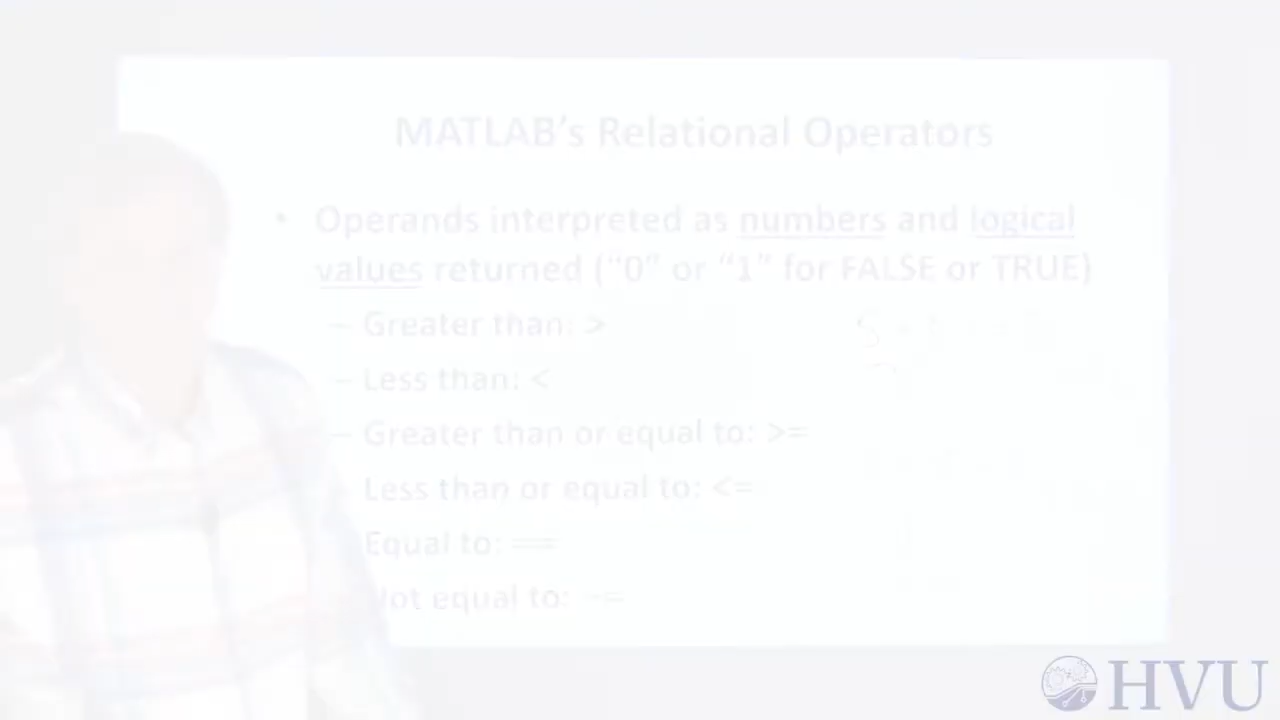 MATLAB's Relational Operators
• Operands interpreted as numbers and logical
values returned ("0" or "1" for FALSE or TRUE)
– Greater than: >
– Less than: <
– Greater than or equal to: >=
– Less than or equal to: <=
Equal to: ==
Not equal to: ~=
HVU